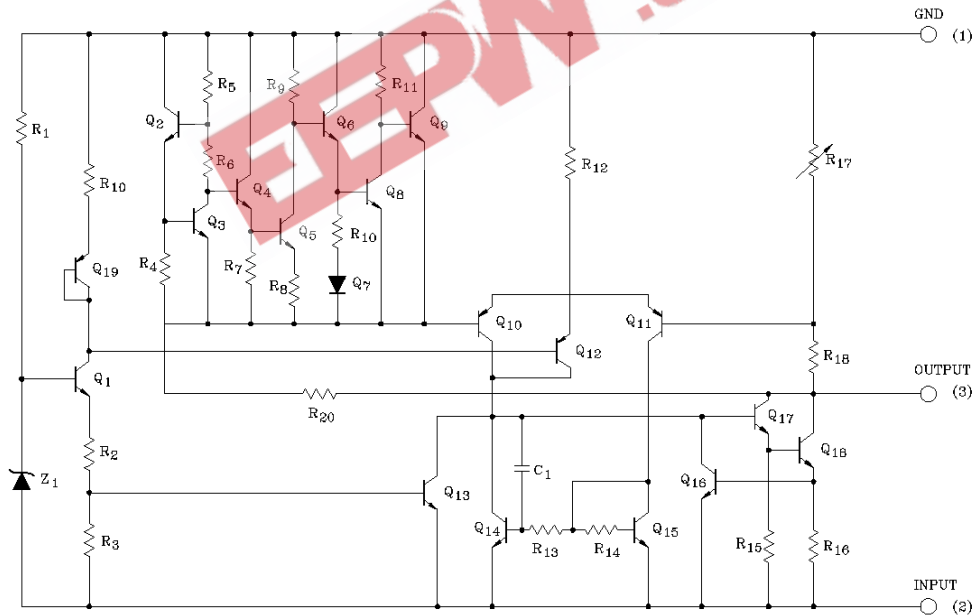 GND
(1)
EEPW.
R1
R10
Q2
R5
R9
R11
Q6
Q9
R6
Q4
Q3
Q5
Q8
R12
R17
R4
R7
R8
R10
Q7
Q19
Q10
Q11
Q12
R18
Q1
OUTPUT
(3)
R20
Q17
R2
Q18
Z1
C1
Q13
Q16
Q14
Q15
R13
R14
R3
R15
R16
INPUT
(2)